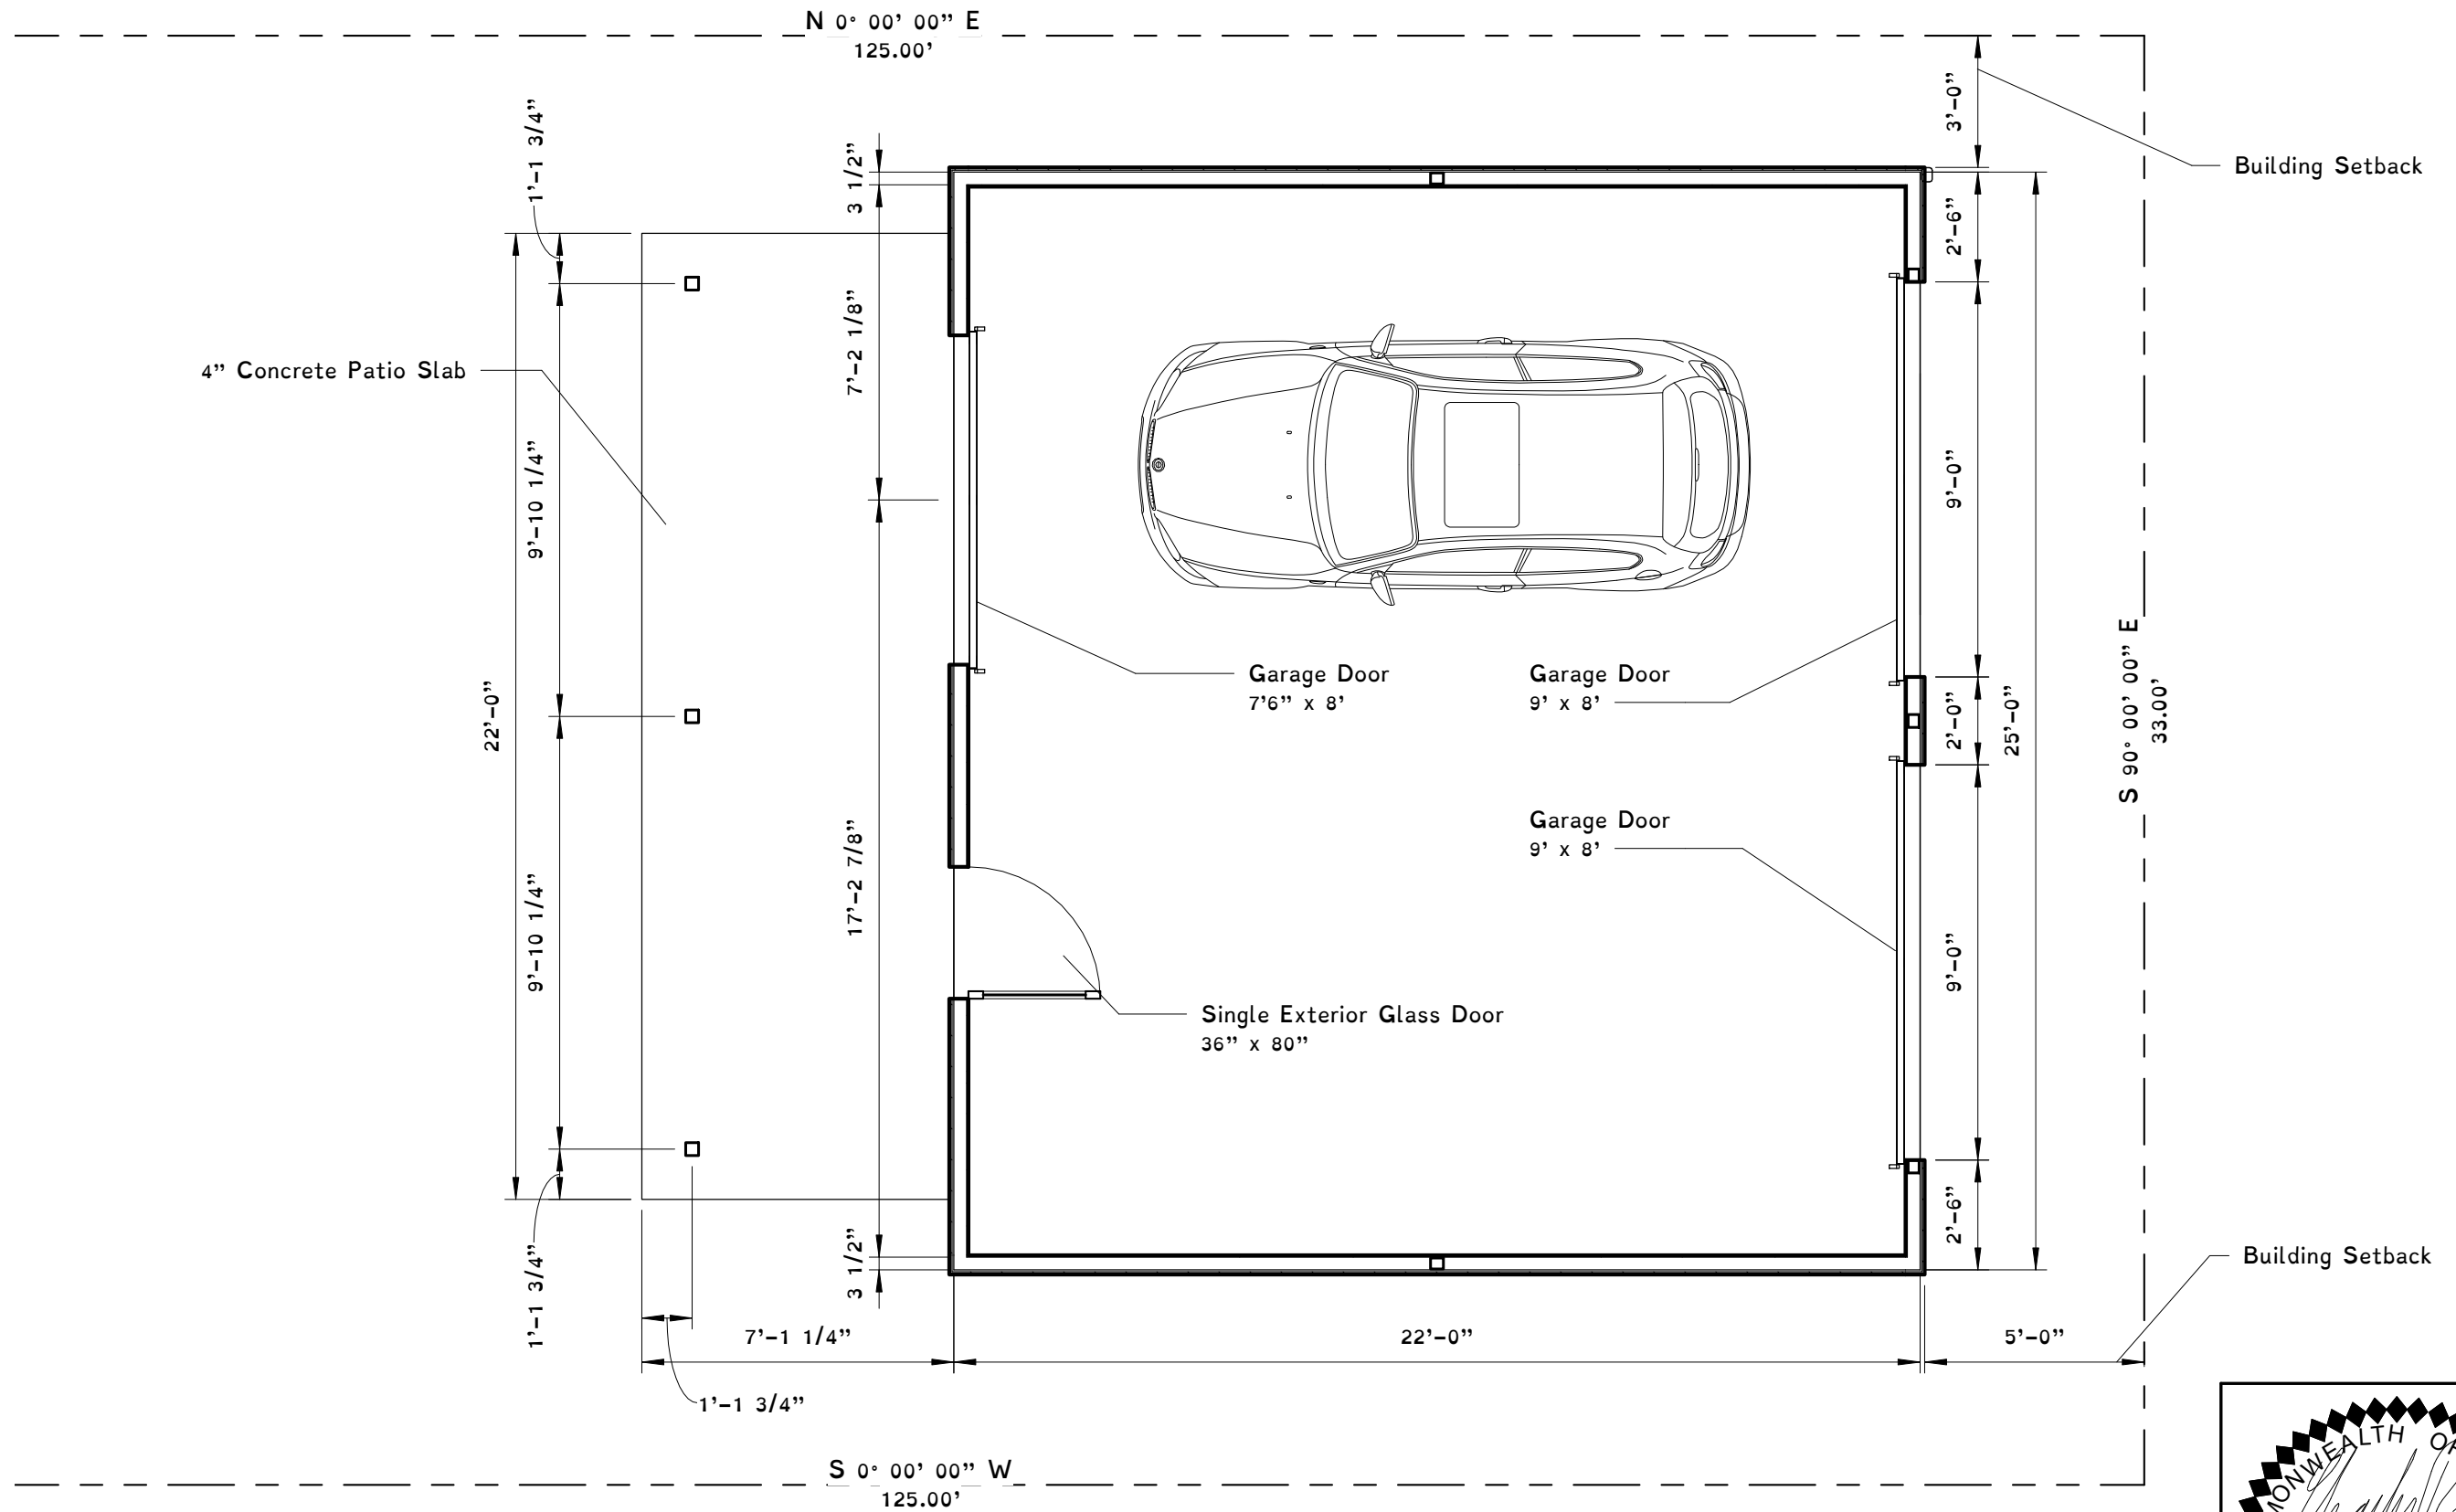 N 0° 00’ 00” E
125.00’
1’-1 3/4”
3 1/2”
3’-0”
Building Setback
2’-6”
7’-2 1/8”
4” Concrete Patio Slab
9’-10 1/4”
9’-0”
22’-0”
Garage Door
7’6” x 8’
Garage Door
9’ x 8’
2’-0”
25’-0”
S 90° 00’ 00” E
33.00’
Garage Door
9’ x 8’
17’-2 7/8”
9’-10 1/4”
9’-0”
Single Exterior Glass Door
36” x 80”
2’-6”
3 1/2”
1’-1 3/4”
Building Setback
7’-1 1/4”
22’-0”
5’-0”
1’-1 3/4”
S 0° 00’ 00” W
125.00’
MONWEALTH